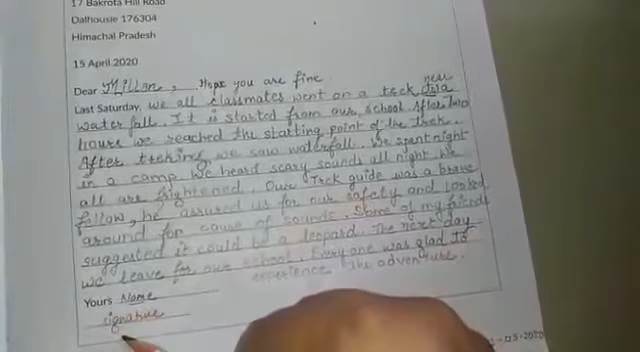 17 Bakrota Hill Road
Dalhousie 176304
Himachal Pradesh
15 April 2020
Dear Millan, Hope you are fine
near
Last Saturday, we all classmates went on a teck a
waterfall. It is started from our school. After Two
hours we reached the starting point of the Trek.
After treking, we saw waterfall. We spent night
in a camp. We heard scary sounds all night. We
all are frightened. Our Trek guide was a brave
fellow, he assured us for our safety and looked
around for cause of sounds. Some of my friends
suggested it could be a leopard. The next day
we leave for our school. Every one was glad to
experience the adventure.
Yours Name
signature